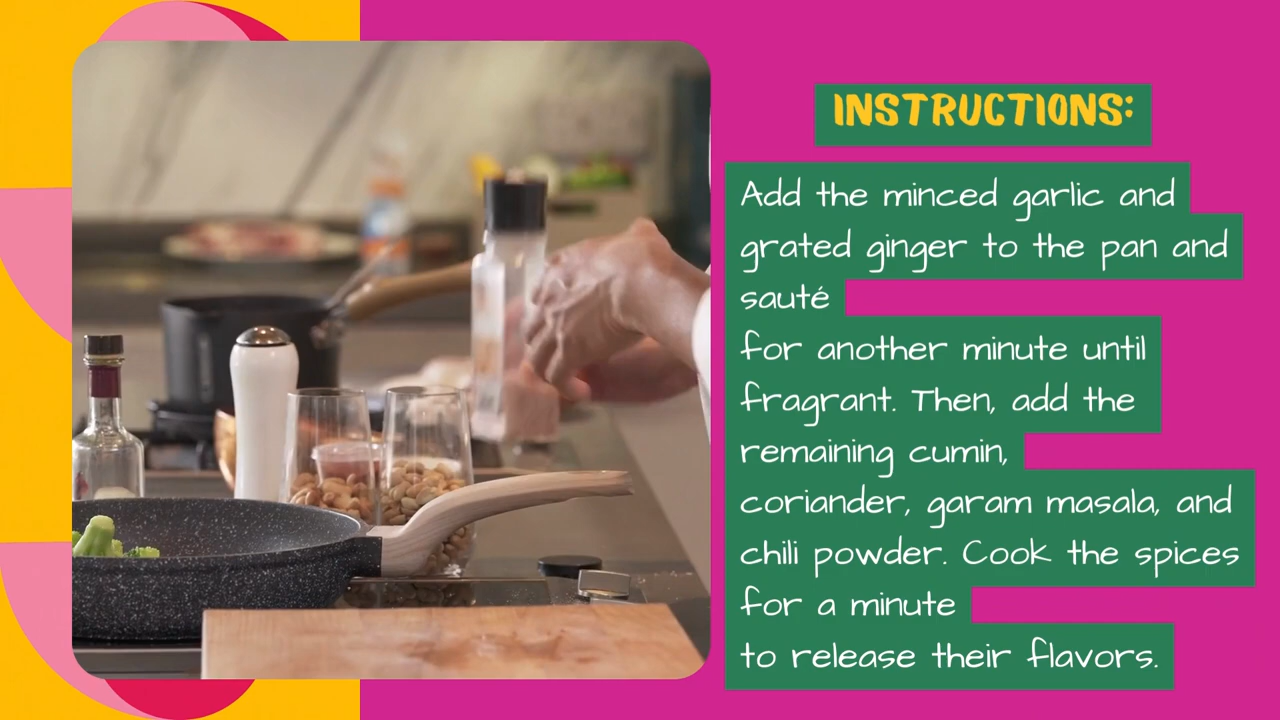 INSTRUCTIONS:
Add the minced garlic and
grated ginger to the pan and
sauté
for another minute until
fragrant. Then, add the
remaining cumin,
coriander, garam masala, and
chili powder. Cook the spices
for a minute
to release their flavors.